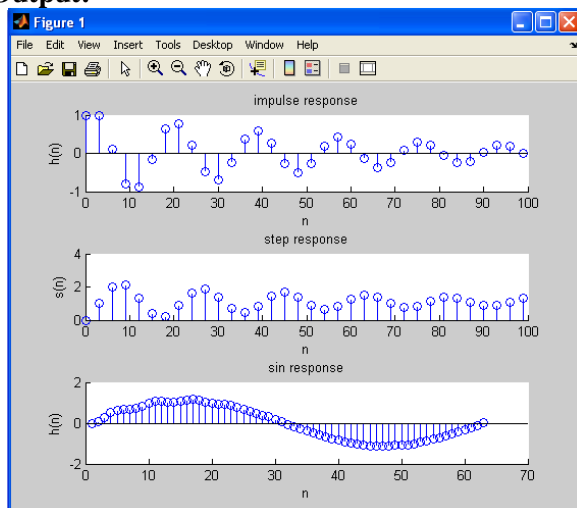 Output:
Figure 1
File Edit View Insert Tools Desktop Window Help
impulse response
1
0
-1
h(n)
0 10 20 30 40 50 60 70 80 90 100
n
step response
4
2
0
s(n)
0 10 20 30 40 50 60 70 80 90 100
n
sin response
2
0
-2
h(n)
0 10 20 30 40 50 60 70
n